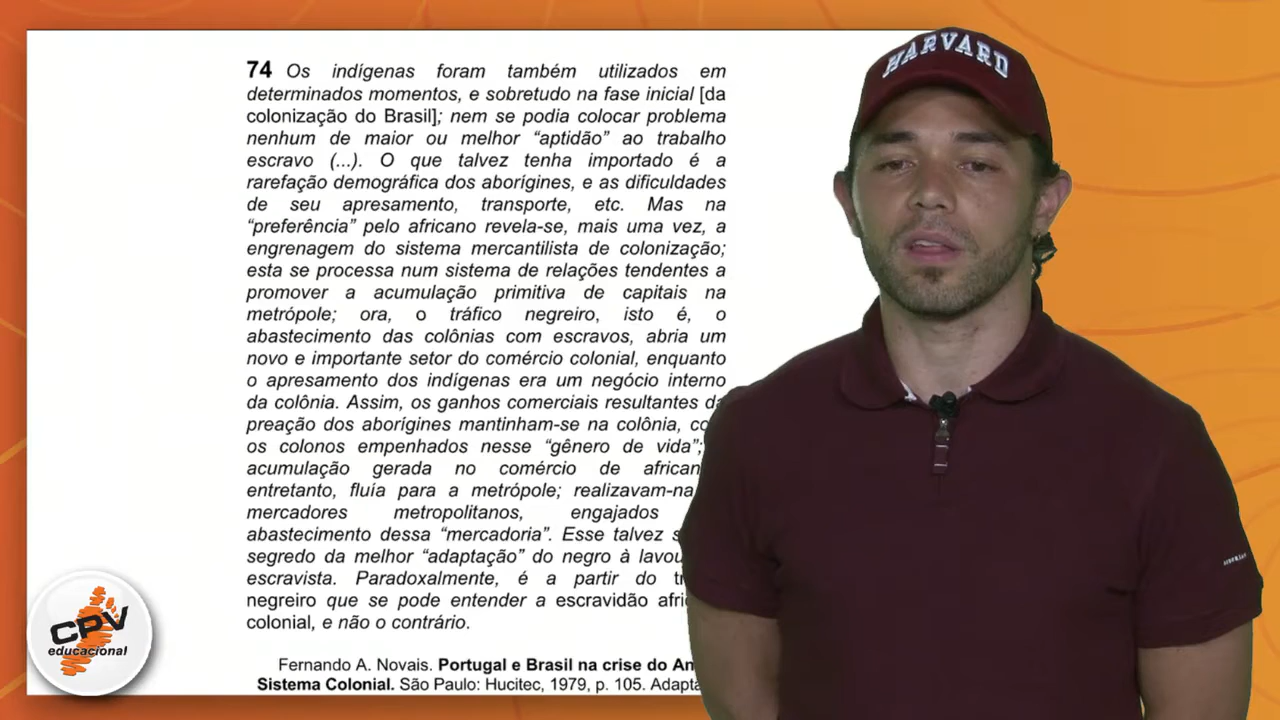 74 Os indígenas foram também utilizados em
determinados momentos, e sobretudo na fase inicial [da
colonização do Brasil]; nem se podia colocar problema
nenhum de maior ou melhor “aptidão” ao trabalho
escravo (...). O que talvez tenha importado é a
rarefação demográfica dos aborígines, e as dificuldades
de seu apresamento, transporte, etc. Mas na
“preferência” pelo africano revela-se, mais uma vez, a
engrenagem do sistema mercantilista de colonização;
esta se processa num sistema de relações tendentes a
promover a acumulação primitiva de capitais na
metrópole; ora, o tráfico negreiro, isto é, o
abastecimento das colônias com escravos, abria um
novo e importante setor do comércio colonial, enquanto
o apresamento dos indígenas era um negócio interno
da colônia. Assim, os ganhos comerciais resultantes
preação dos aborígines mantinham-se na colônia,
os colonos empenhados nesse “gênero de vida”;
acumulação gerada no comércio de
entretanto, fluía para a metrópole;
mercadores metropolitanos, engajados
abastecimento dessa “mercadoria”. Esse talvez
segredo da melhor “adaptação” do negro à
escravista. Paradoxalmente, é a partir do
negreiro que se pode entender a escravidão
colonial, e não o contrário.
Fernando A. Novais. Portugal e Brasil na crise do
Sistema Colonial. São Paulo: Hucitec, 1979, p. 105.
HARVARD
CPV
educacional